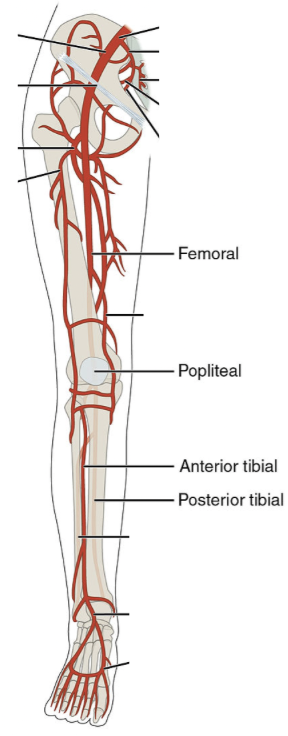 Femoral
Popliteal
Anterior tibial
Posterior tibial